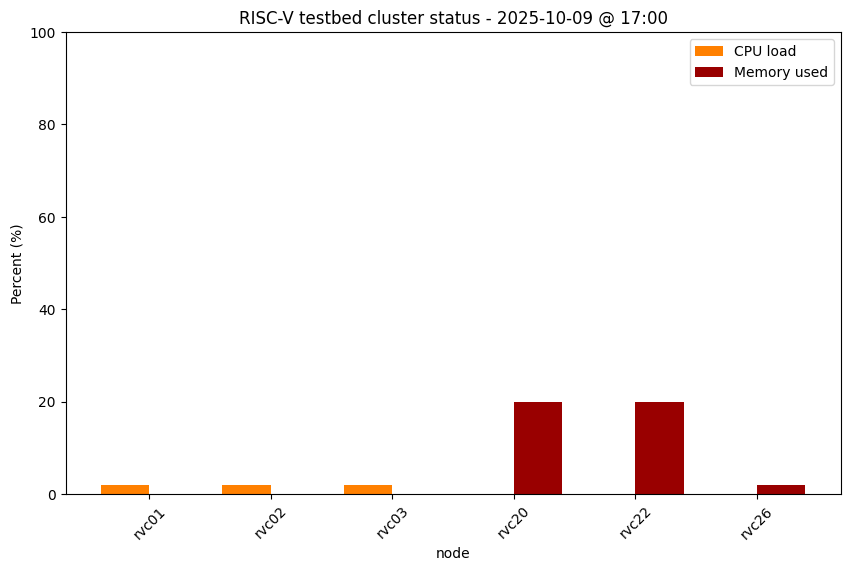 RISC-V testbed cluster status - 2025-10-09 @ 17:00
CPU load
Memory used
Percent (%)
100
80
60
40
20
0
rvc01
rvc02
rvc03
rvc20
rvc22
rvc26
node